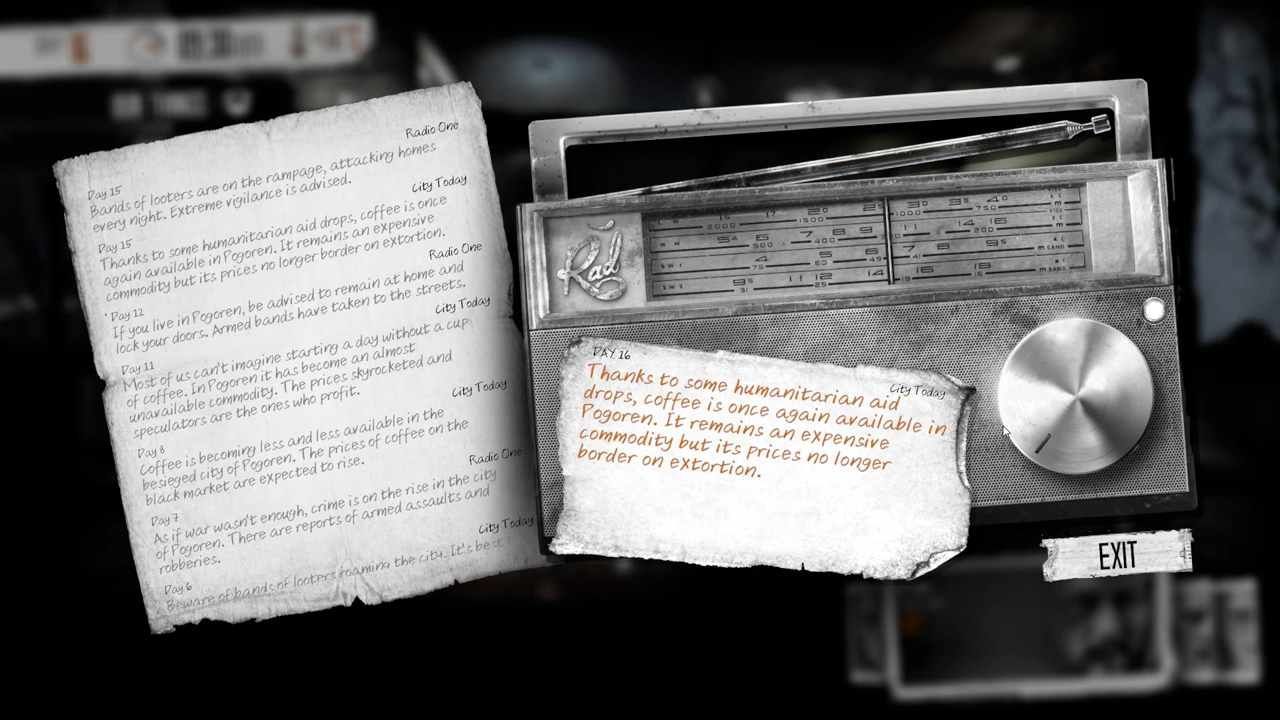 Radio One
Day 15
Bands of looters are on the rampage, attacking homes
every night. Extreme vigilance is advised.
City Today
Day 15
Thanks to some humanitarian aid drops, coffee is once
again available in Pogoren. It remains an expensive
commodity but its prices no longer border on extortion.
Radio One
Day 12
If you live in Pogoren, be advised to remain at home and
lock your doors. Armed bands have taken to the streets.
City Today
Day 11
Most of us can't imagine starting a day without a cup
of coffee. In Pogoren it has become an almost
unavailable commodity. The prices skyrocketed and
speculators are the ones who profit.
City Today
Day 8
Coffee is becoming less and less available in the
besieged city of Pogoren. The prices of coffee on the
black market are expected to rise.
Radio One
Day 7
As if war wasn't enough, crime is on the rise in the city
of Pogoren. There are reports of armed assaults and
robberies.
City Today
Day 6
Beware of bands of looters roaming the city. It's best
Rad
DAY 16
City Today
Thanks to some humanitarian aid
drops, coffee is once again available in
Pogoren. It remains an expensive
commodity but its prices no longer
border on extortion.
EXIT